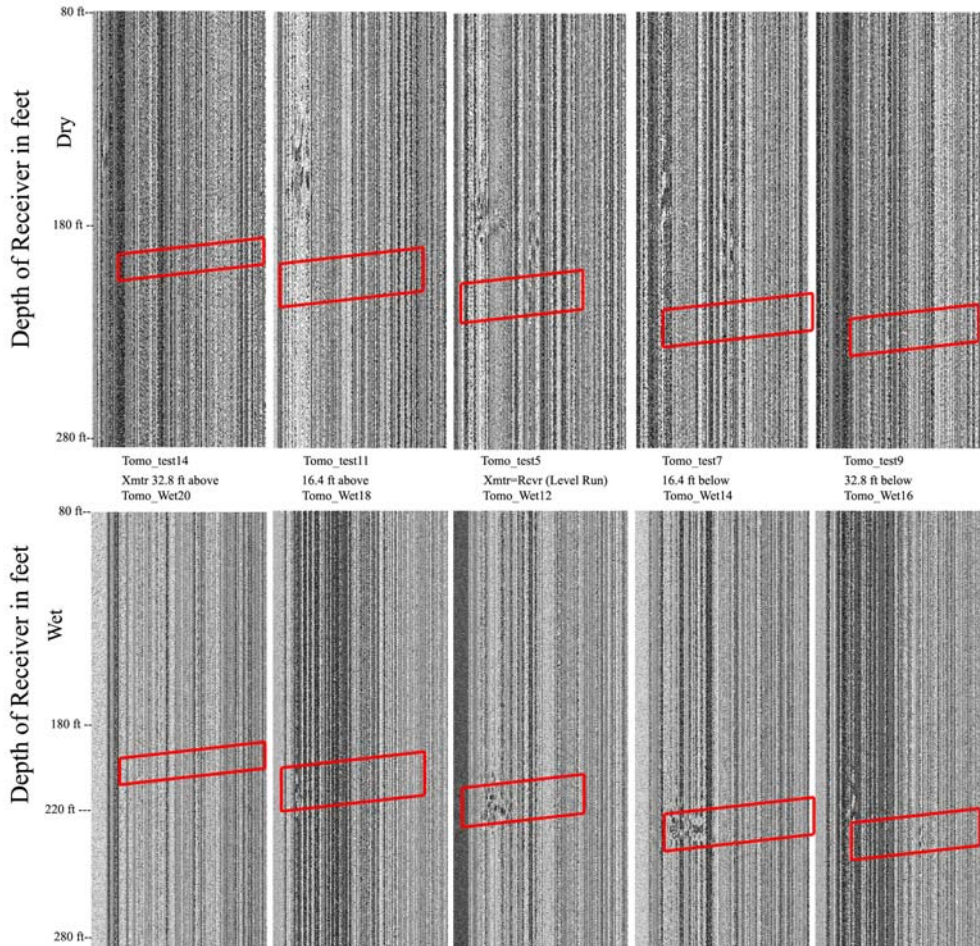 80 ft--
Depth of Receiver in feet
Dry
180 ft--
280 ft--
Tomo_test14
Tomo_test11
Tomo_test5
Tomo_test7
Tomo_test9
Xmtr 32.8 ft above
16.4 ft above
Xmtr=Rcvr (Level Run)
16.4 ft below
32.8 ft below
Tomo_Wet20
Tomo_Wet18
Tomo_Wet12
Tomo_Wet14
Tomo_Wet16
80 ft--
Depth of Receiver in feet
Wet
180 ft --
220 ft --
280 ft--